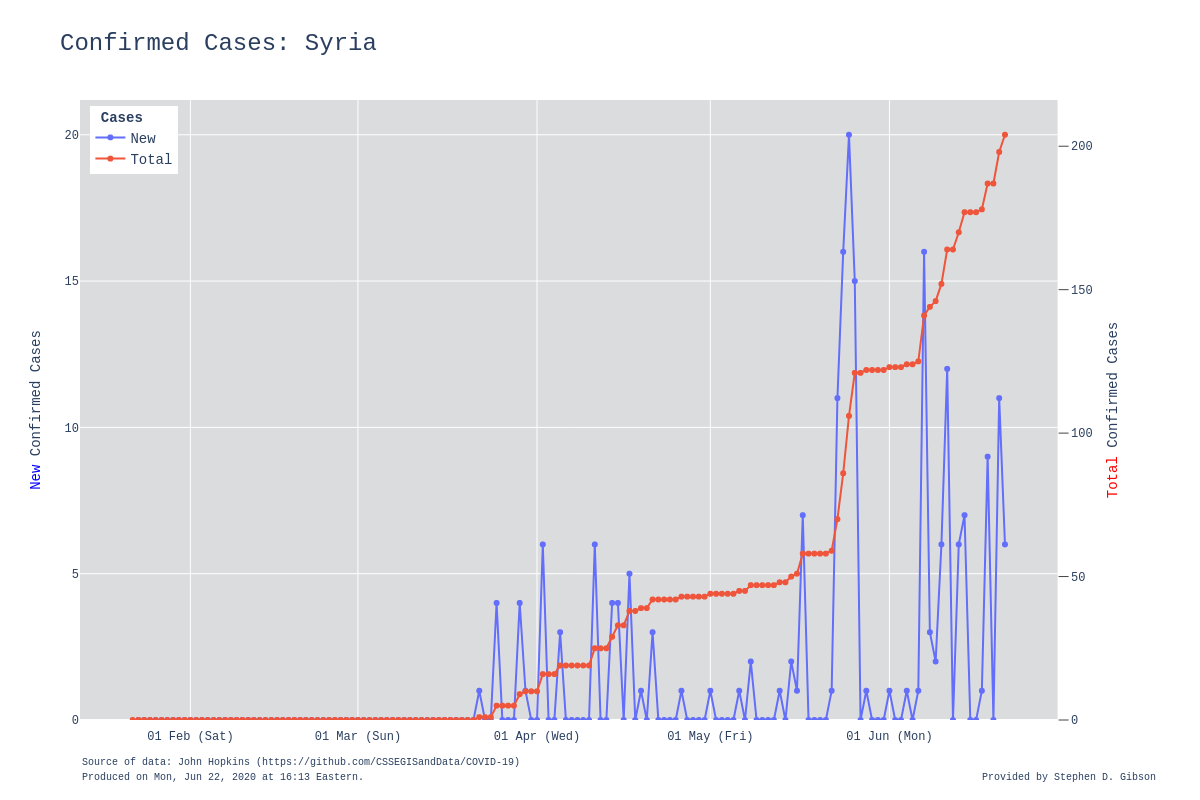 Confirmed Cases: Syria
Cases
New
Total
20
15
10
5
0
200
150
100
50
0
New Confirmed Cases
Total Confirmed Cases
01 Feb (Sat)
01 Mar (Sun)
01 Apr (Wed)
01 May (Fri)
01 Jun (Mon)
Source of data: John Hopkins (https://github.com/CSSEGISandData/COVID-19)
Produced on Mon, Jun 22, 2020 at 16:13 Eastern.
Provided by Stephen D. Gibson